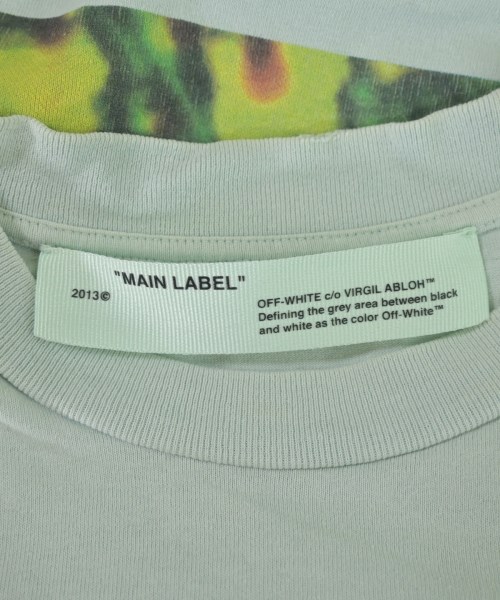 "MAIN LABEL"
2013©
OFF-WHITE c/o VIRGIL ABLOH™
Defining the grey area between black
and white as the color Off-White™